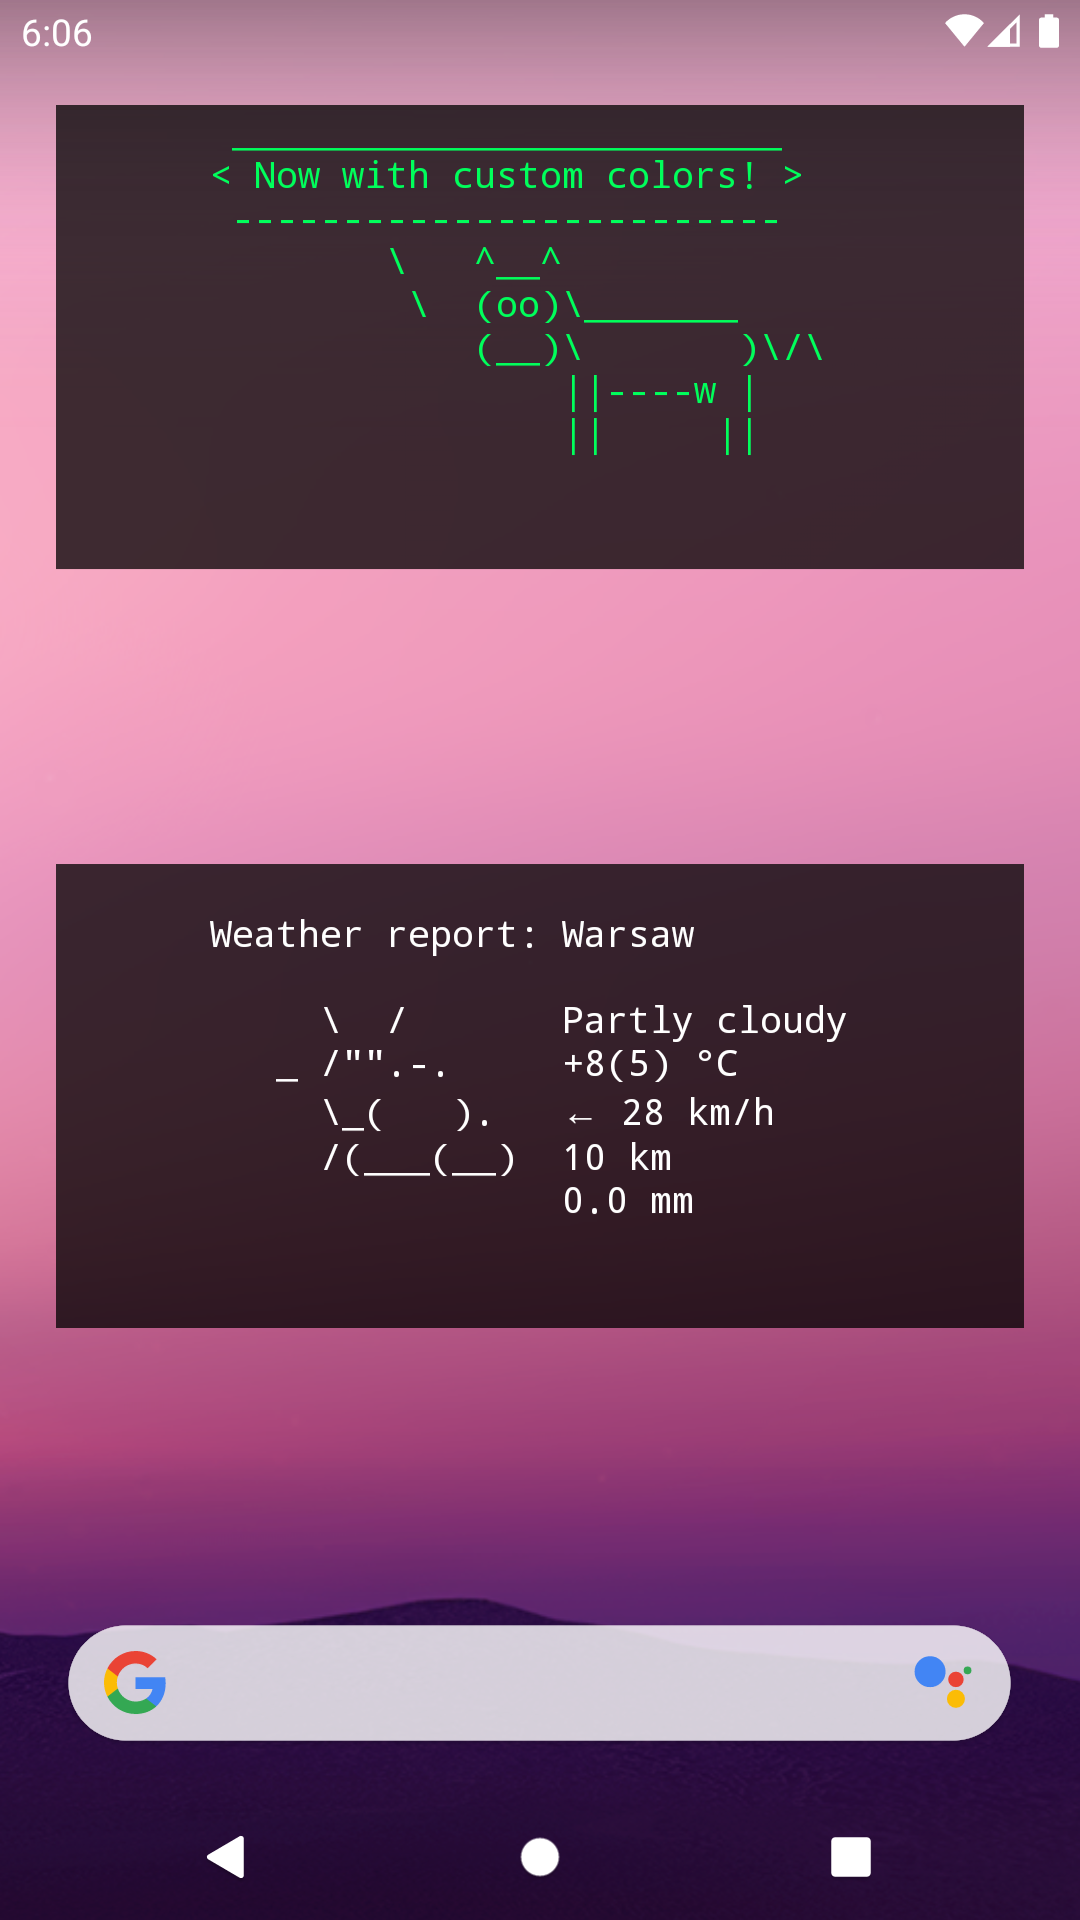 6:06
_________________________
< Now with custom colors! >
 -------------------------
        \   ^__^
         \  (oo)\_______
            (__)\       )\/\
                ||----w |
                ||     ||
Weather report: Warsaw
     \  /       Partly cloudy
   _ /"".-.     +8(5) °C
     \_(   ).   ← 28 km/h
     /(___(__)  10 km
                0.0 mm